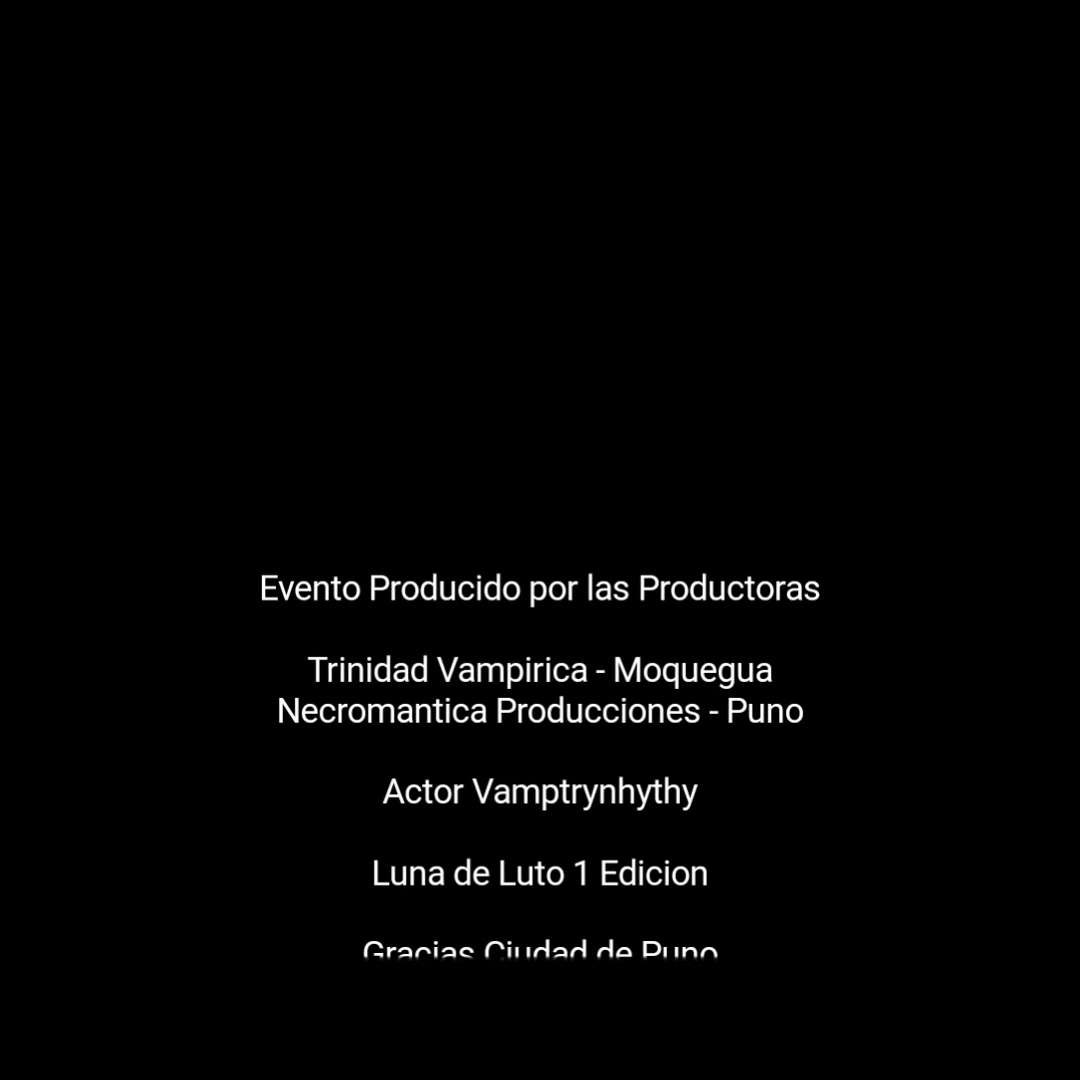 Evento Producido por las Productoras
Trinidad Vampirica - Moquegua
Necromantica Producciones - Puno
Actor Vamptrynhythy
Luna de Luto 1 Edicion
Gracias Ciudad de Puno